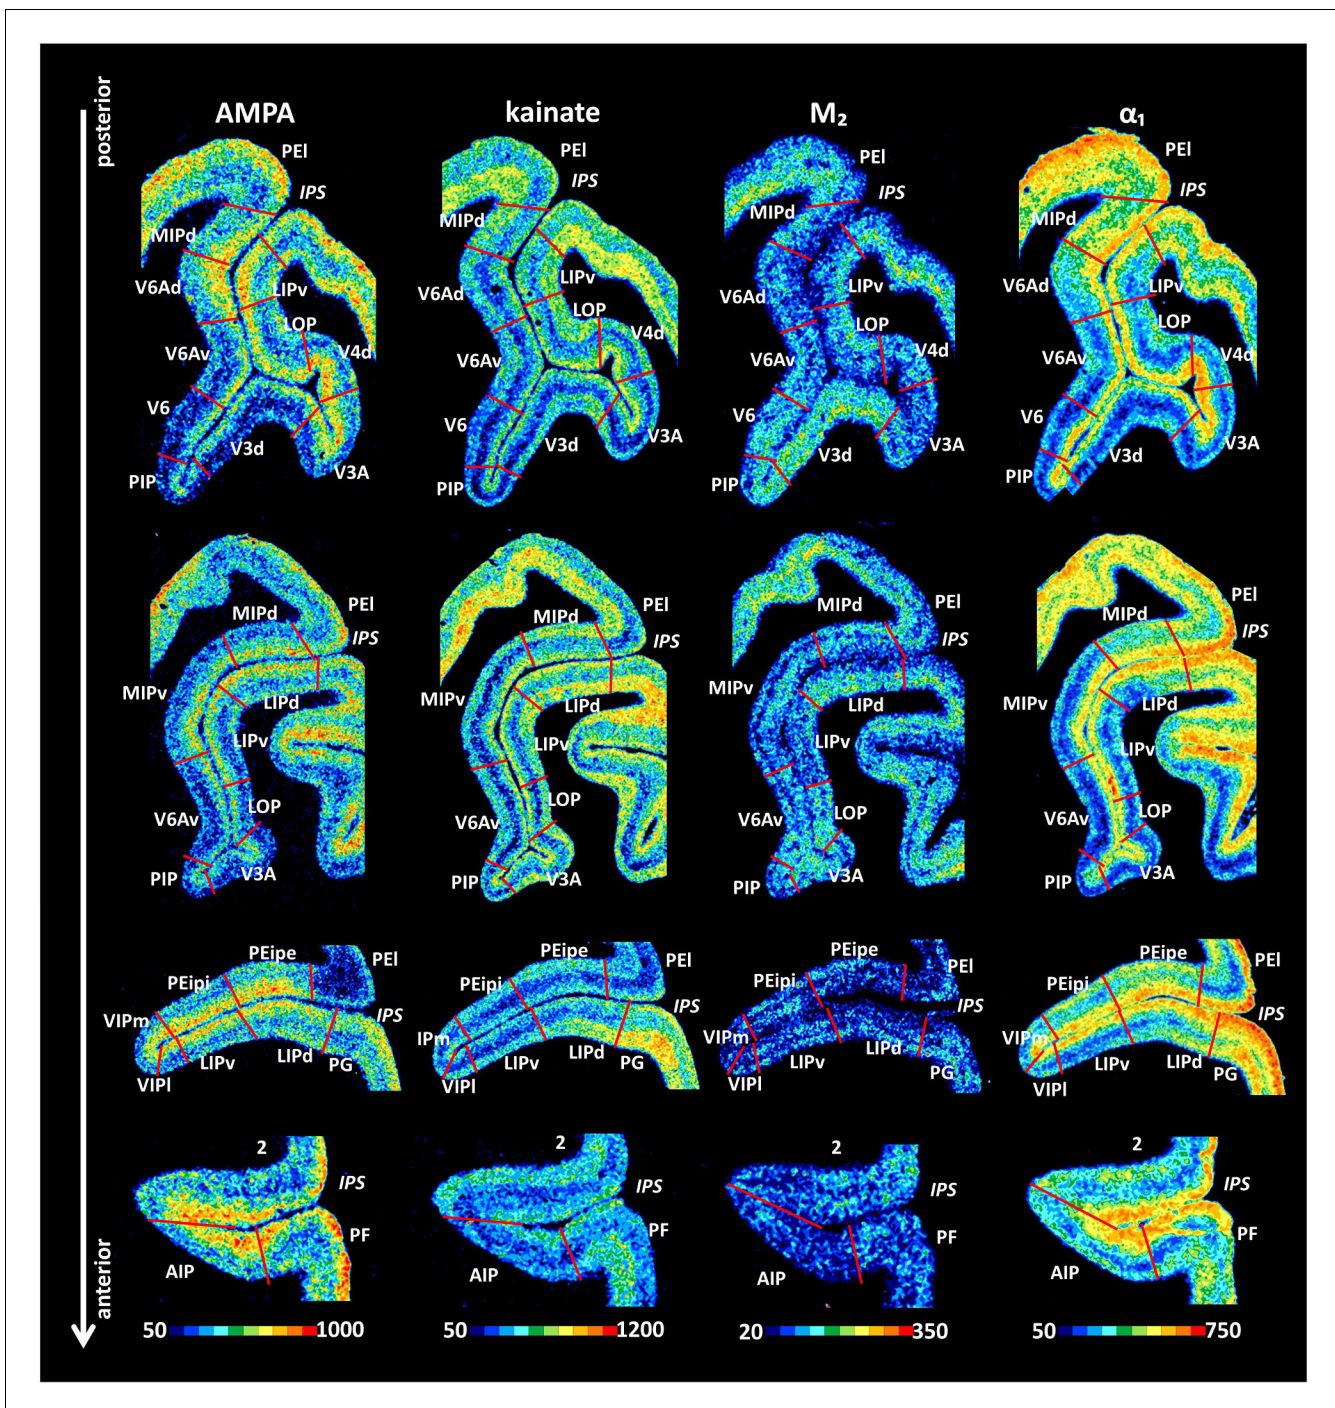 posterior
AMPA kainate M₂ α₁
PEl PEl PEl PEl
IPS IPS IPS IPS
MIPd MIPd MIPd MIPd
V6Ad LIPv V6Ad LIPv V6Ad LIPv V6Ad LIPv
LOP LOP LOP LOP
V6Av V4d V6Av V4d V6Av V4d V6Av V4d
V6 V6 V6 V6
V3d V3A V3d V3A V3d V3A V3d V3A
PIP PIP PIP PIP
MIPd PEl MIPd PEl MIPd PEl MIPd PEl
IPS IPS IPS IPS
MIPv LIPd MIPv LIPd MIPv LIPd MIPv LIPd
LIPv LIPv LIPv LIPv
LOP LOP LOP LOP
V6Av V6Av V6Av V6Av
PIP V3A PIP V3A PIP V3A PIP V3A
PEipe PEl PEipe PEl PEipe PEl PEipe PEl
PEipi PEipi PEipi PEipi
VIPm IPS IPm IPS VIPm IPS VIPm IPS
LIPv LIPd PG LIPv LIPd PG LIPv LIPd PG LIPv LIPd PG
VIPl VIPl VIPl VIPl
2 2 2 2
IPS IPS IPS IPS
PF PF PF PF
AIP AIP AIP AIP
anterior
50 1000 50 1200 20 350 50 750